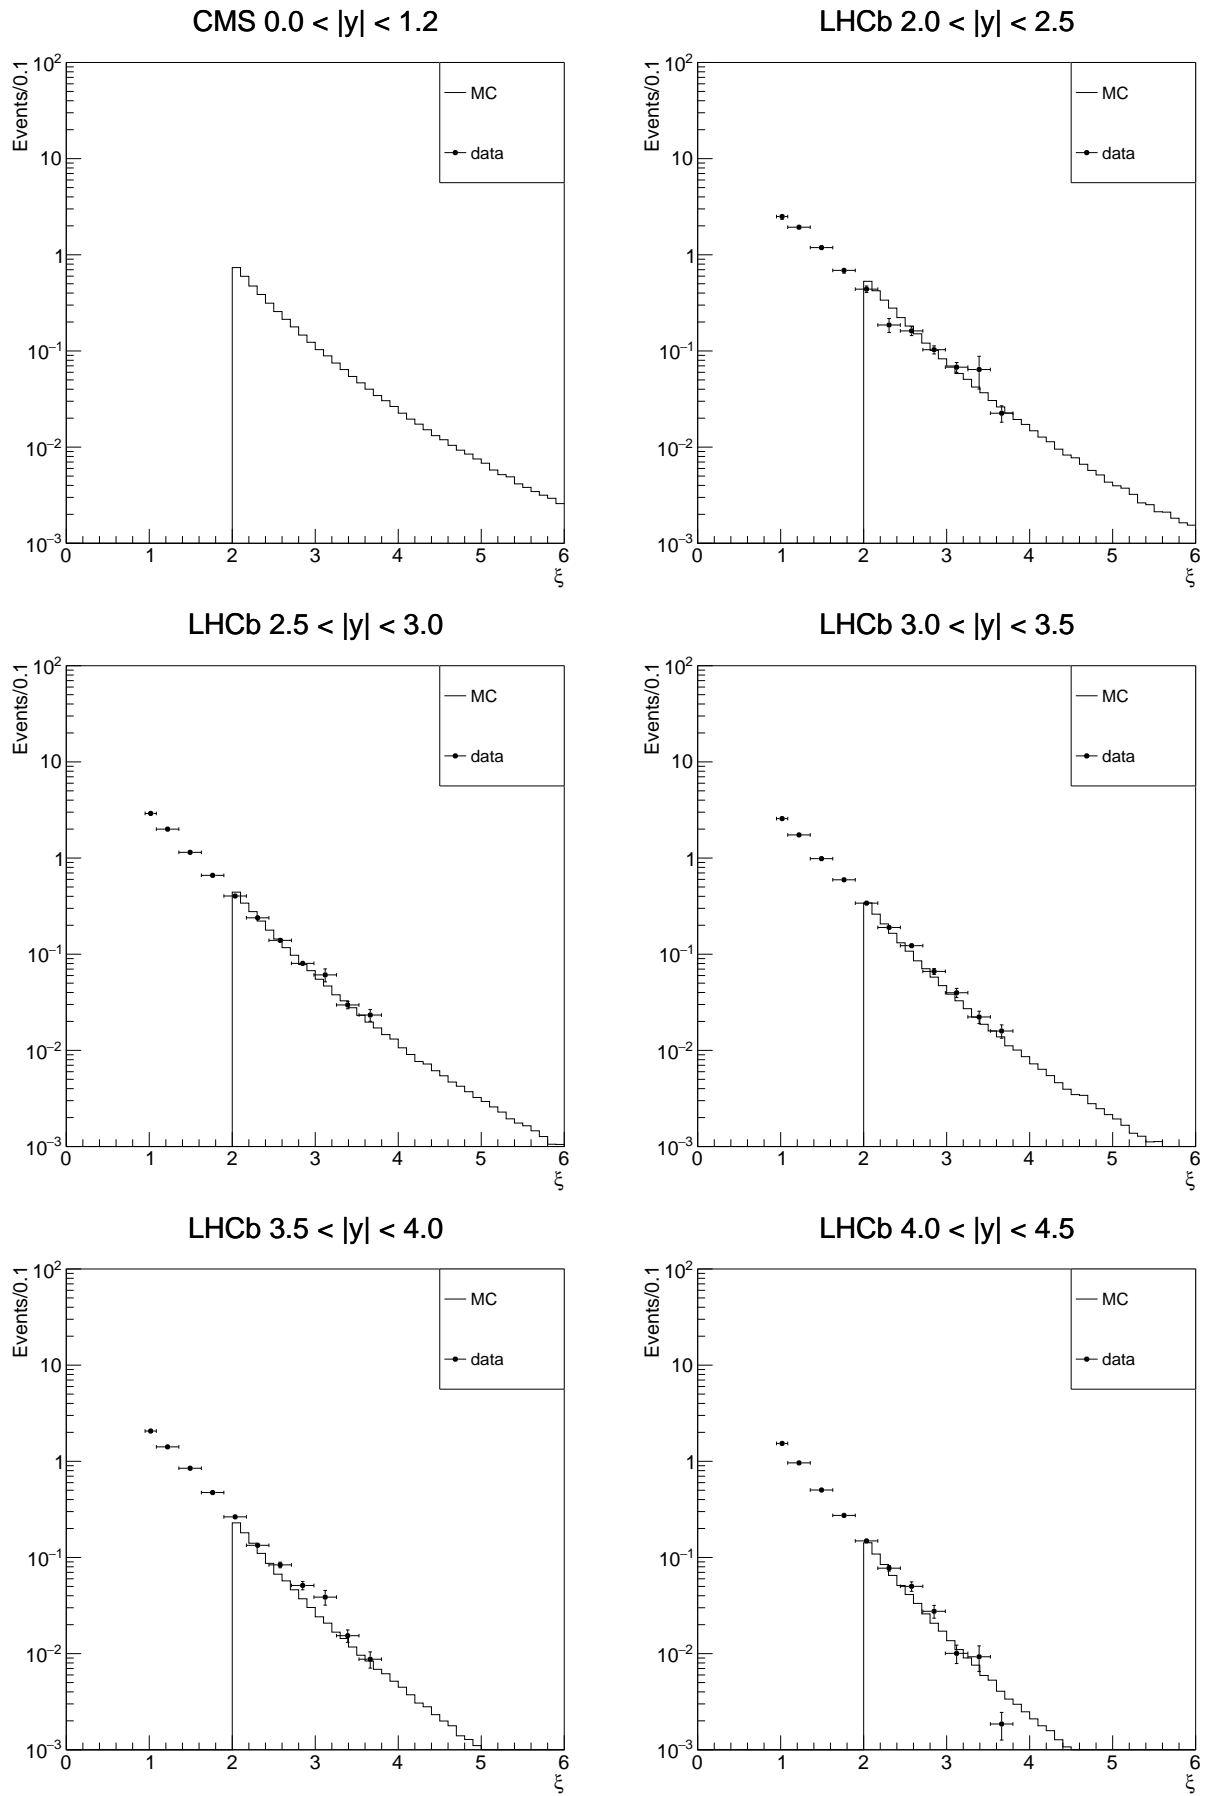 CMS 0.0 < |y| < 1.2
Events/0.1
10²
10
1
10⁻¹
10⁻²
10⁻³
MC
data
0 1 2 3 4 5 6
ξ
LHCb 2.0 < |y| < 2.5
Events/0.1
10²
10
1
10⁻¹
10⁻²
10⁻³
MC
data
0 1 2 3 4 5 6
ξ
LHCb 2.5 < |y| < 3.0
Events/0.1
10²
10
1
10⁻¹
10⁻²
10⁻³
MC
data
0 1 2 3 4 5 6
ξ
LHCb 3.0 < |y| < 3.5
Events/0.1
10²
10
1
10⁻¹
10⁻²
10⁻³
MC
data
0 1 2 3 4 5 6
ξ
LHCb 3.5 < |y| < 4.0
Events/0.1
10²
10
1
10⁻¹
10⁻²
10⁻³
MC
data
0 1 2 3 4 5 6
ξ
LHCb 4.0 < |y| < 4.5
Events/0.1
10²
10
1
10⁻¹
10⁻²
10⁻³
MC
data
0 1 2 3 4 5 6
ξ